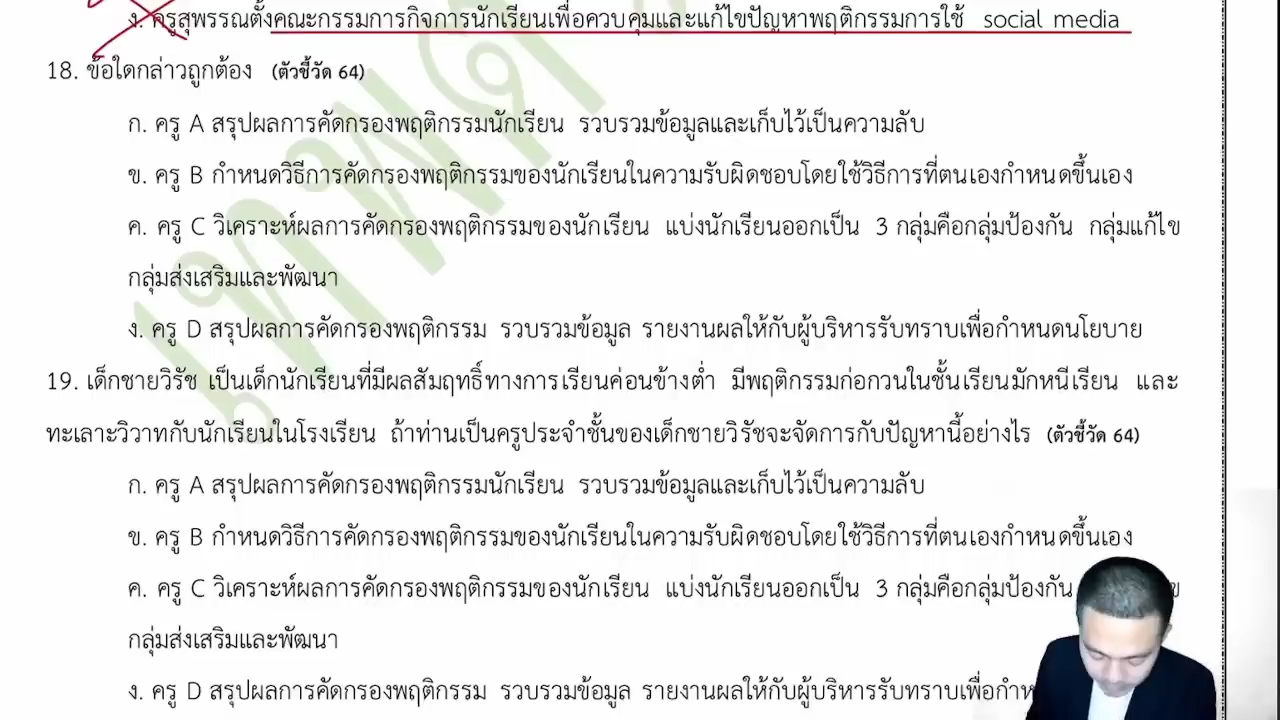 ง. ครูสุพรรณตั้งคณะกรรมการกิจการนักเรียนเพื่อควบคุมและแก้ไขปัญหาพฤติกรรมการใช้ social media
18. ข้อใดกล่าวถูกต้อง (ตัวชี้วัด 64)
ก. ครู A สรุปผลการคัดกรองพฤติกรรมนักเรียน รวบรวมข้อมูลและเก็บไว้เป็นความลับ
ข. ครู B กำหนดวิธีการคัดกรองพฤติกรรมของนักเรียนในความรับผิดชอบโดยใช้วิธีการที่ตนเองกำหนดขึ้นเอง
ค. ครู C วิเคราะห์ผลการคัดกรองพฤติกรรมของนักเรียน แบ่งนักเรียนออกเป็น 3 กลุ่มคือกลุ่มป้องกัน กลุ่มแก้ไข
กลุ่มส่งเสริมและพัฒนา
ง. ครู D สรุปผลการคัดกรองพฤติกรรม รวบรวมข้อมูล รายงานผลให้กับผู้บริหารรับทราบเพื่อกำหนดนโยบาย
19. เด็กชายวิรัช เป็นเด็กนักเรียนที่มีผลสัมฤทธิ์ทางการเรียนค่อนข้างต่ำ มีพฤติกรรมก่อกวนในชั้นเรียนมักหนีเรียน และ
ทะเลาะวิวาทกับนักเรียนในโรงเรียน ถ้าท่านเป็นครูประจำชั้นของเด็กชายวิรัชจะจัดการกับปัญหานี้อย่างไร (ตัวชี้วัด 64)
ก. ครู A สรุปผลการคัดกรองพฤติกรรมนักเรียน รวบรวมข้อมูลและเก็บไว้เป็นความลับ
ข. ครู B กำหนดวิธีการคัดกรองพฤติกรรมของนักเรียนในความรับผิดชอบโดยใช้วิธีการที่ตนเองกำหนดขึ้นเอง
ค. ครู C วิเคราะห์ผลการคัดกรองพฤติกรรมของนักเรียน แบ่งนักเรียนออกเป็น 3 กลุ่มคือกลุ่มป้องกัน
กลุ่มส่งเสริมและพัฒนา
ง. ครู D สรุปผลการคัดกรองพฤติกรรม รวบรวมข้อมูล รายงานผลให้กับผู้บริหารรับทราบ